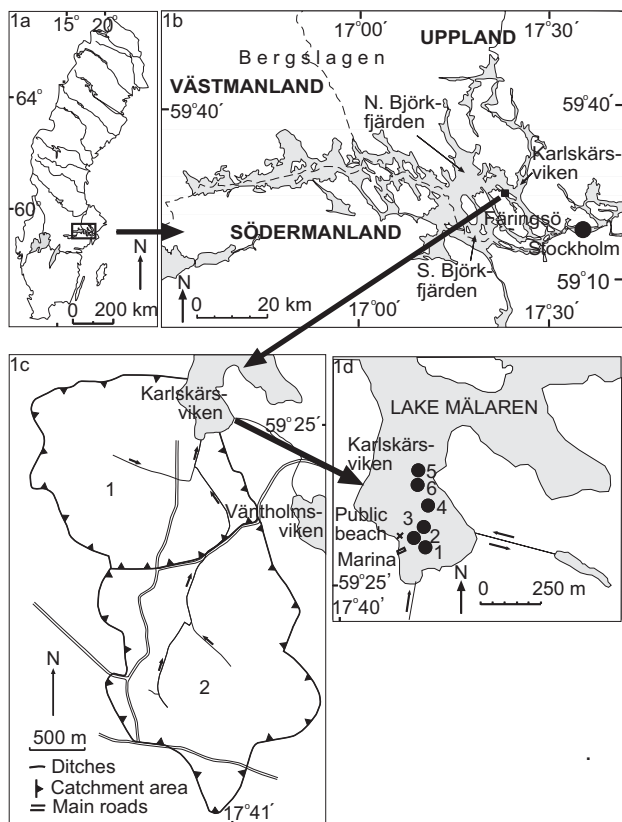 1a
15°
20°
64°
60°
N
0
200 km
1b
17°00´
17°30´
UPPLAND
Bergslagen
VÄSTMANLAND
59°40´
59°40´
N. Björk-
fjärden
Karlskärs-
viken
SÖDERMANLAND
Färingsö
Stockholm
S. Björk-
fjärden
59°10´
N
0
20 km
17°00´
17°30´
1c
Karlskärs-
viken
59°25´
1
Väntholms-
viken
N
2
500 m
Ditches
Catchment area
Main roads
17°41´
1d
LAKE MÄLAREN
Karlskärs-
viken
5
6
4
Public
beach
3
2
Marina
1
59°25´
17°40´
N
0
250 m